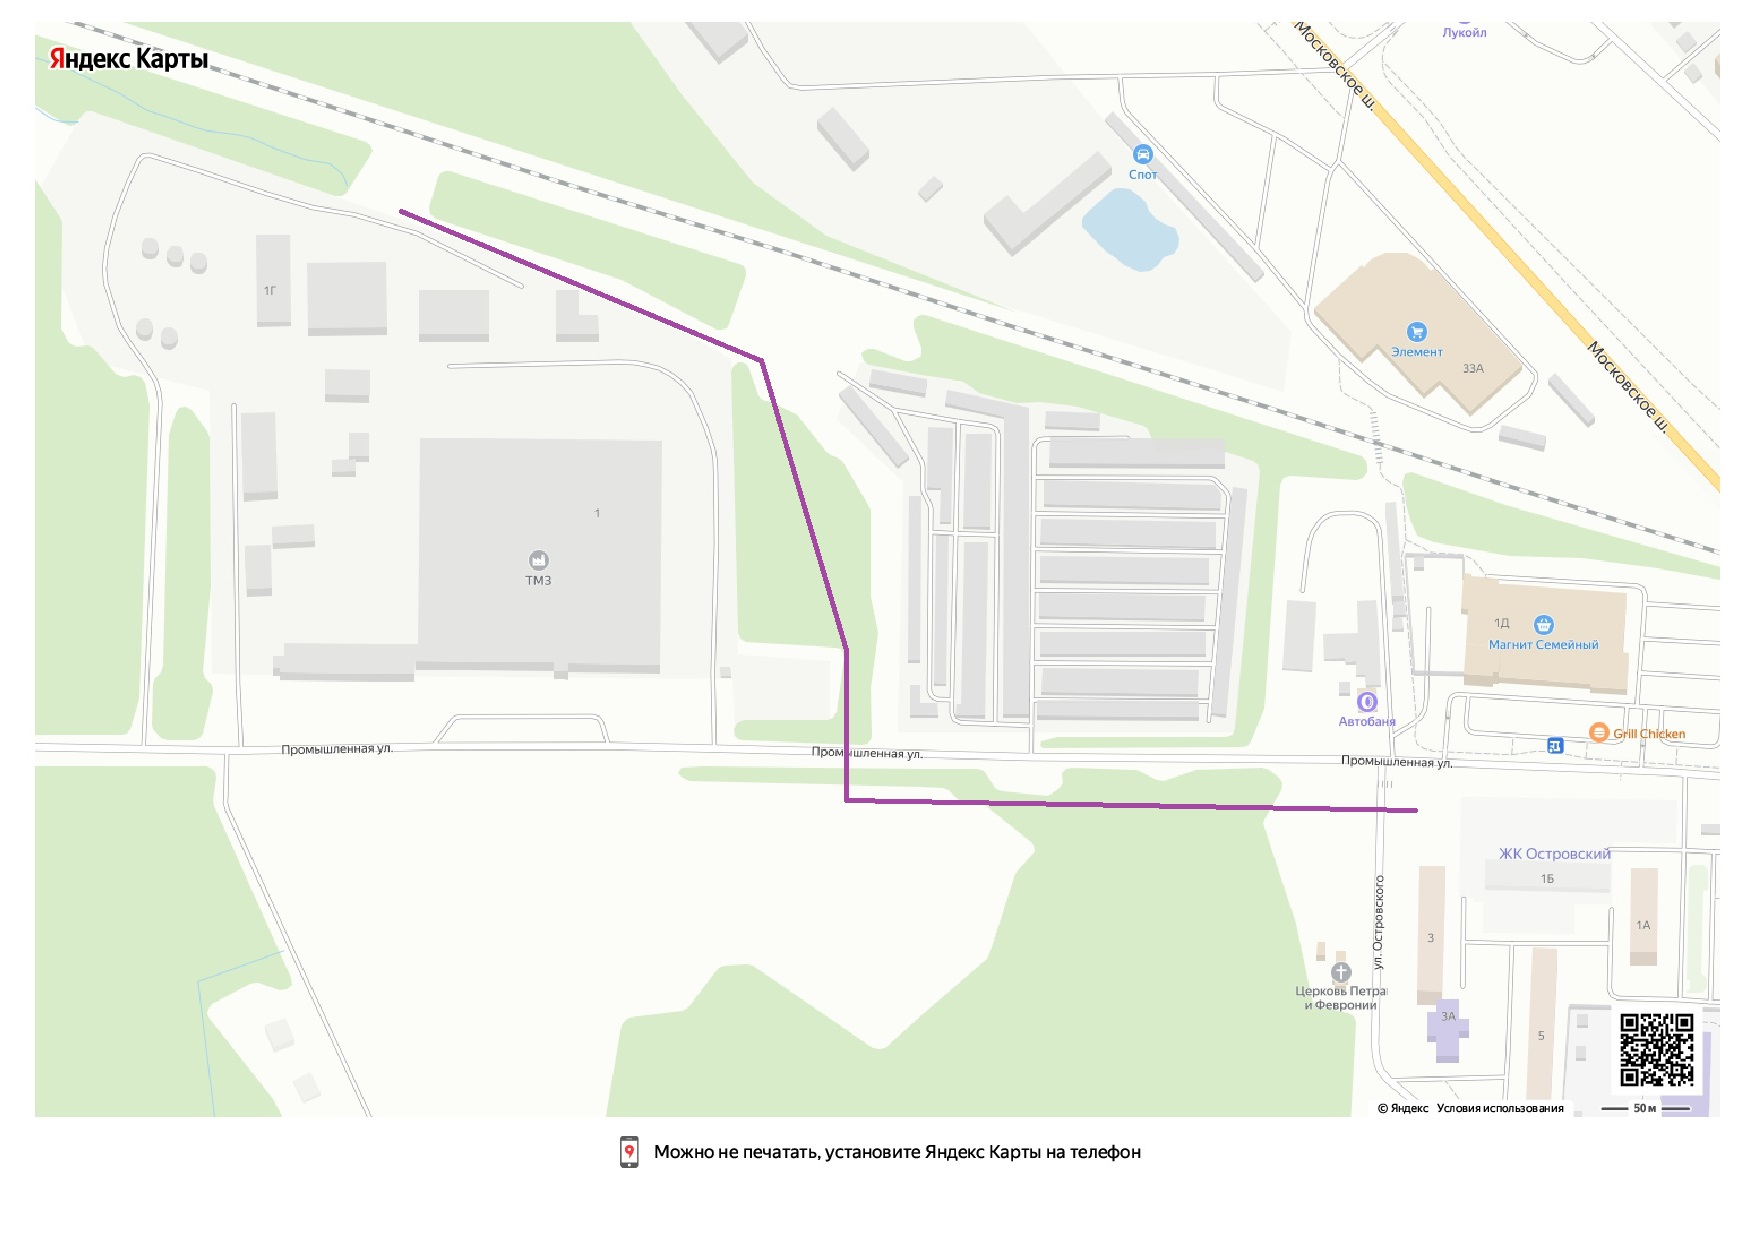 Яндекс Карты
Московское ш.
Лукойл
Спот
1Г
Элемент
33А
Московское ш.
1
ТМЗ
1Д
Магнит Семейный
Автобаня
Grill Chicken
Промышленная ул.
Промышленная ул.
Промышленная ул.
ЖК Островский
1Б
ул. Островского
3
1А
Церковь Петра
и Февронии
3А
5
© Яндекс Условия использования
50 м
Можно не печатать, установите Яндекс Карты на телефон